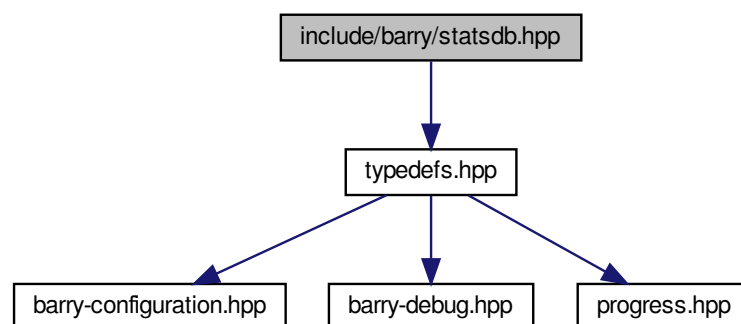 include/barry/statsdb.hpp
typedefs.hpp
barry-configuration.hpp
barry-debug.hpp
progress.hpp